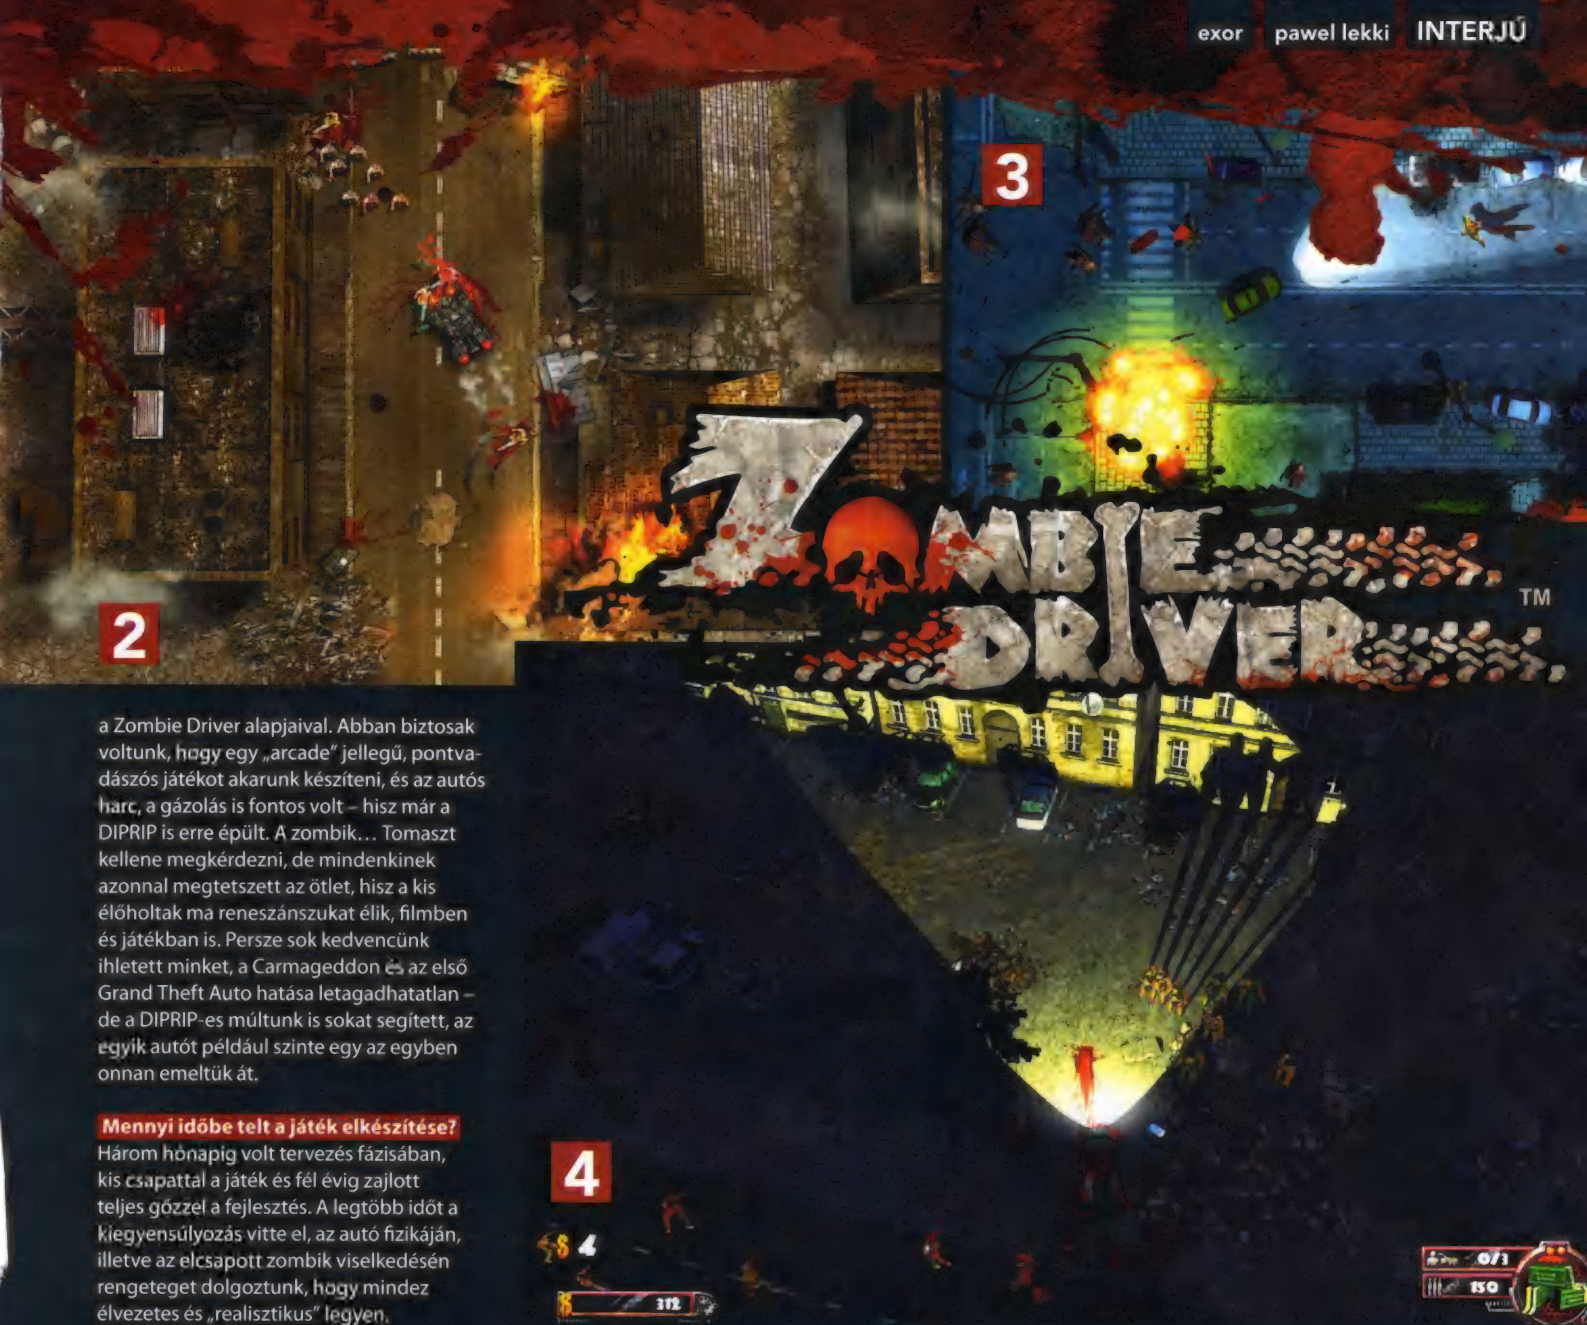 exor pawel lekki INTERJÚ
3
ZOMBIE
DRIVER
TM
2
a Zombie Driver alapjaival. Abban biztosak
voltunk, hogy egy „arcade” jellegű, pontva-
dászós játékot akarunk készíteni, és az autós
harc, a gázolás is fontos volt – hisz már a
DIPRIP is erre épült. A zombik… Tomaszt
kellene megkérdezni, de mindenkinek
azonnal megtetszett az ötlet, hisz a kis
élőholtak ma reneszánszukat élik, filmben
és játékban is. Persze sok kedvencünk
ihletett minket, a Carmageddon és az első
Grand Theft Auto hatása letagadhatatlan –
de a DIPRIP-es múltunk is sokat segített, az
egyik autót például szinte egy az egyben
onnan emeltük át.
Mennyi időbe telt a játék elkészítése?
Három hónapig volt tervezés fázisában,
kis csapattal a játék és fél évig zajlott
teljes gőzzel a fejlesztés. A legtöbb időt a
kiegyensúlyozás vitte el, az autó fizikáján,
illetve az elcsapott zombik viselkedésén
rengeteget dolgoztunk, hogy mindez
élvezetes és „realisztikus” legyen.
4
$ 4
312
0/1
150